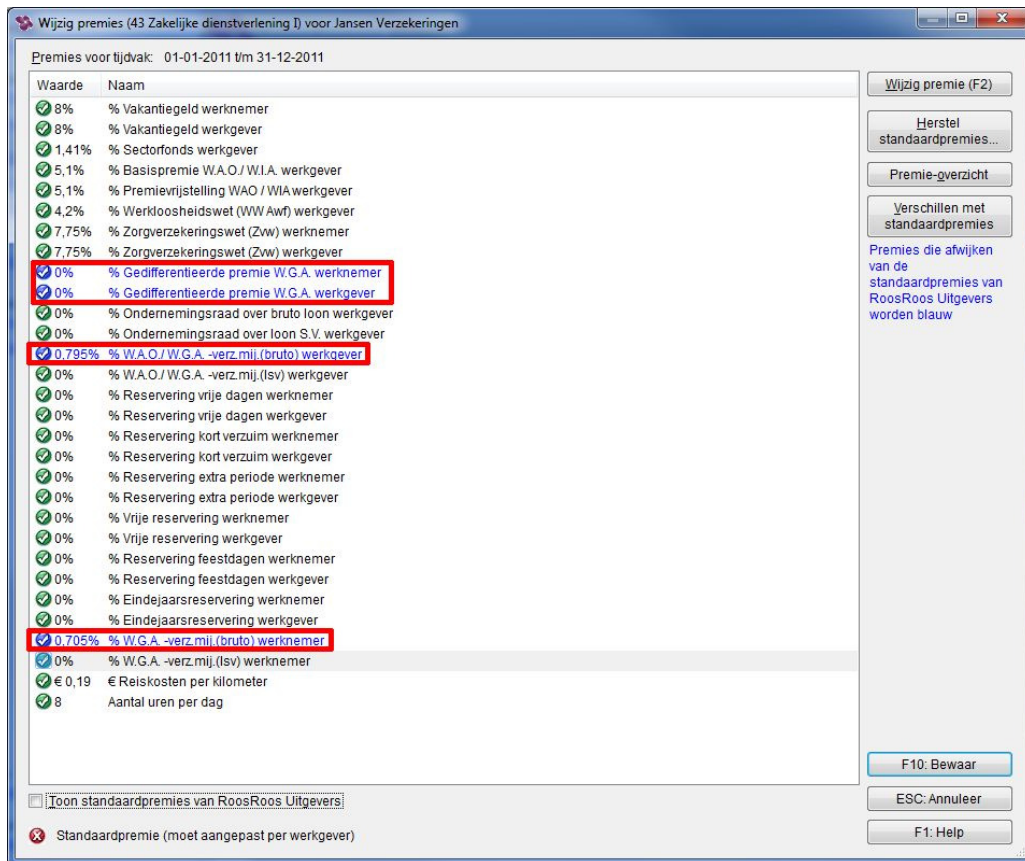 Wijzig premies (43 Zakelijke dienstverlening I) voor Jansen Verzekeringen
Premies voor tijdvak: 01-01-2011 t/m 31-12-2011
Waarde Naam
8% % Vakantiegeld werknemer
8% % Vakantiegeld werkgever
1,41% % Sectorfonds werkgever
5,1% % Basispremie W.A.O./ W.I.A. werkgever
5,1% % Premievrijstelling WAO / WIA werkgever
4,2% % Werkloosheidswet (WW Awf) werkgever
7,75% % Zorgverzekeringswet (Zvw) werknemer
7,75% % Zorgverzekeringswet (Zvw) werkgever
0% % Gedifferentieerde premie W.G.A. werknemer
0% % Gedifferentieerde premie W.G.A. werkgever
0% % Ondernemingsraad over bruto loon werkgever
0% % Ondernemingsraad over loon S.V. werkgever
0,795% % W.A.O./ W.G.A. -verz.mij.(bruto) werkgever
0% % W.A.O./ W.G.A. -verz.mij.(lsv) werkgever
0% % Reservering vrije dagen werknemer
0% % Reservering vrije dagen werkgever
0% % Reservering kort verzuim werknemer
0% % Reservering kort verzuim werkgever
0% % Reservering extra periode werknemer
0% % Reservering extra periode werkgever
0% % Vrije reservering werknemer
0% % Vrije reservering werkgever
0% % Reservering feestdagen werknemer
0% % Reservering feestdagen werkgever
0% % Eindejaarsreservering werknemer
0% % Eindejaarsreservering werkgever
0,705% % W.G.A. -verz.mij.(bruto) werknemer
0% % W.G.A. -verz.mij.(lsv) werknemer
€ 0,19 € Reiskosten per kilometer
8 Aantal uren per dag
Toon standaardpremies van RoosRoos Uitgevers
Standaardpremie (moet aangepast per werkgever)
Wijzig premie (F2)
Herstel
standaardpremies...
Premie-overzicht
Verschillen met
standaardpremies
Premies die afwijken
van de
standaardpremies van
RoosRoos Uitgevers
worden blauw
F10: Bewaar
ESC: Annuleer
F1: Help